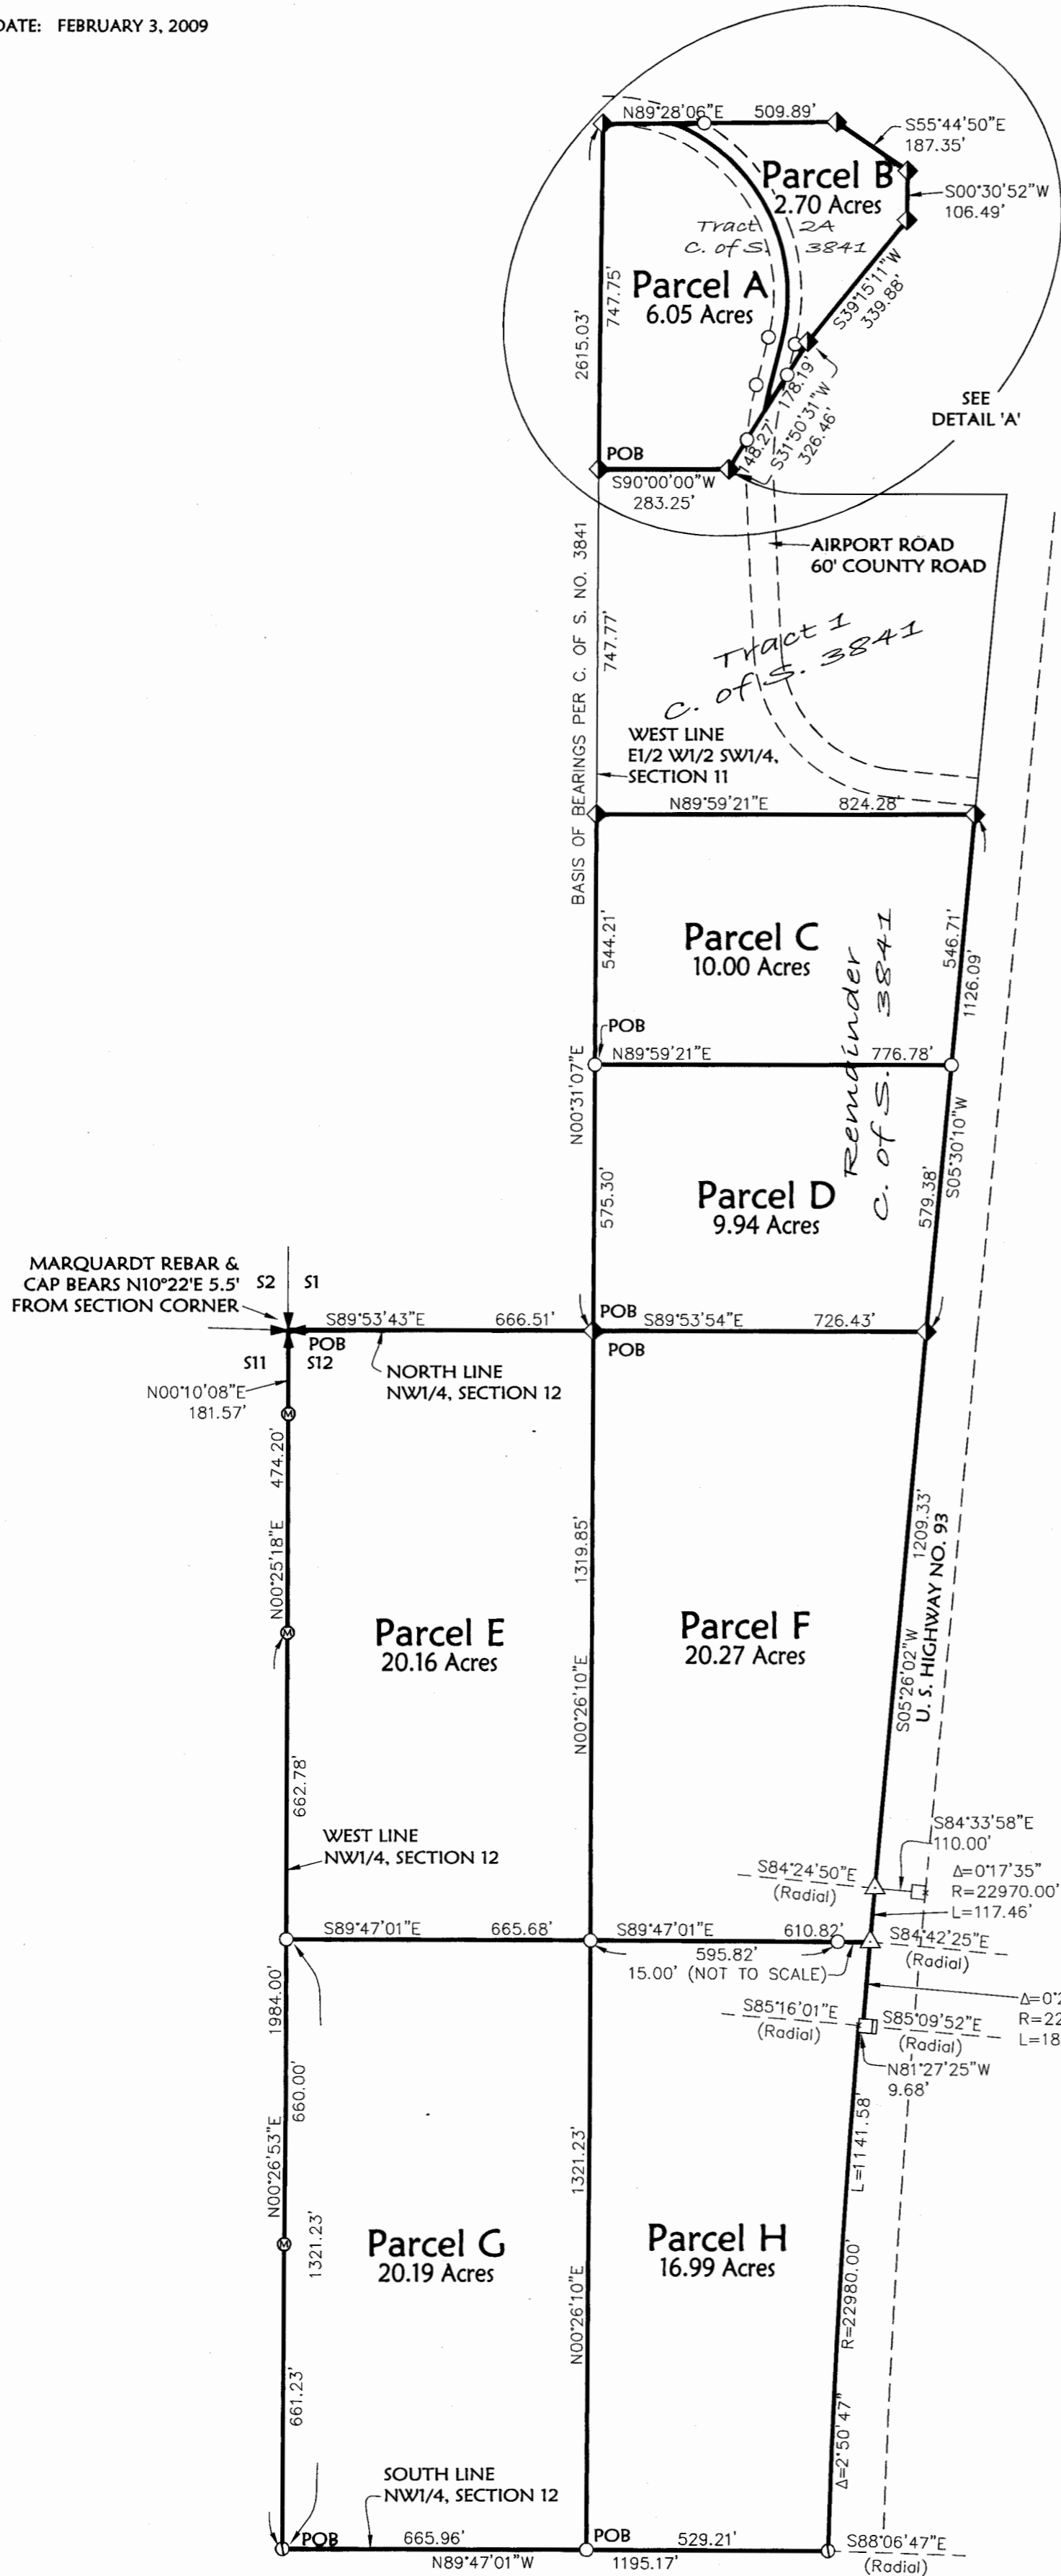 DATE: FEBRUARY 3, 2009
N89°28'06"E 509.89'
S55°44'50"E
187.35'
Parcel B
2.70 Acres
S00°30'52"W
106.49'
Tract 2A
C. of S. 3841
Parcel A
6.05 Acres
747.75'
2615.03'
S39°15'11"W
339.88'
SEE
DETAIL 'A'
178.19'
148.27'
S31°50'31"W
326.46'
POB
S90°00'00"W
283.25'
AIRPORT ROAD
60' COUNTY ROAD
BASIS OF BEARINGS PER C. OF S. NO. 3841
747.77'
Tract 1
C. of S. 3841
WEST LINE
E1/2 W1/2 SW1/4,
SECTION 11
N89°59'21"E 824.28'
Parcel C
10.00 Acres
544.21'
546.71'
1126.09'
Remainder
C. of S. 3841
POB
N89°59'21"E 776.78'
N00°31'07"E
S05°30'10"W
Parcel D
9.94 Acres
575.30'
579.38'
MARQUARDT REBAR &
CAP BEARS N10°22'E 5.5'
FROM SECTION CORNER
S2 S1
S89°53'43"E 666.51'
POB
S89°53'54"E 726.43'
POB
S11 S12
POB
NORTH LINE
NW1/4, SECTION 12
N00°10'08"E
181.57'
M
474.20'
N00°25'18"E
M
1319.85'
N00°26'10"E
1209.33'
S05°26'02"W
U. S. HIGHWAY NO. 93
Parcel E
20.16 Acres
Parcel F
20.27 Acres
662.78'
WEST LINE
NW1/4, SECTION 12
S84°33'58"E
110.00'
S84°24'50"E
(Radial)
Δ=0°17'35"
R=22970.00'
L=117.46'
S89°47'01"E 665.68'
S89°47'01"E 610.82'
595.82'
15.00' (NOT TO SCALE)
S84°42'25"E
(Radial)
1984.00'
660.00'
Δ=0°2
R=22
L=18
S85°16'01"E
(Radial)
S85°09'52"E
(Radial)
N81°27'25"W
9.68'
N00°26'53"E
M
1321.23'
1321.23'
N00°26'10"E
L=1141.58'
R=22980.00'
Δ=2°50'47"
Parcel G
20.19 Acres
Parcel H
16.99 Acres
661.23'
SOUTH LINE
NW1/4, SECTION 12
POB
665.96'
POB
529.21'
N89°47'01"W 1195.17'
S88°06'47"E
(Radial)